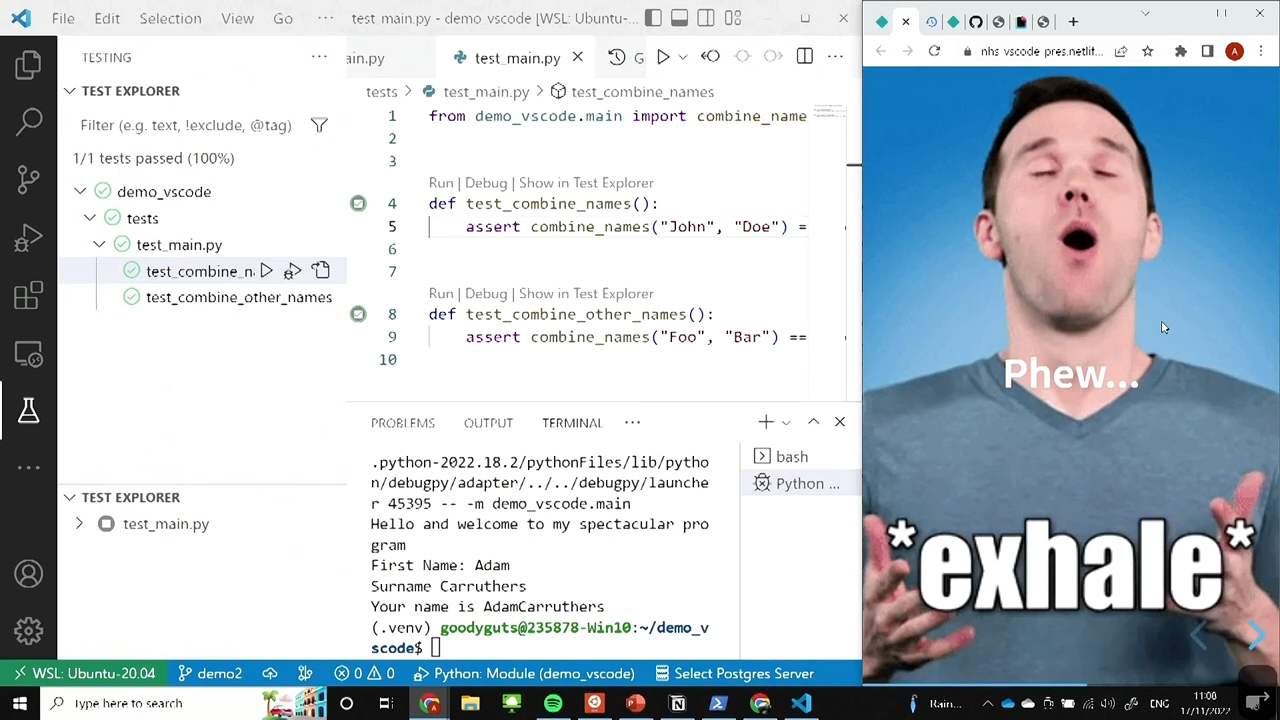 File Edit Selection View Go ··· test_main.py - demo_vscode [WSL: Ubuntu-...
TESTING ···
TEST EXPLORER
Filter (e.g. text, !exclude, @tag)
1/1 tests passed (100%)
demo_vscode
tests
test_main.py
test_combine_n
test_combine_other_names
TEST EXPLORER
test_main.py
ain.py test_main.py G ···
tests > test_main.py > test_combine_names
1 from demo_vscode.main import combine_name
2
3
Run | Debug | Show in Test Explorer
4 def test_combine_names():
5 assert combine_names("John", "Doe") =
6
7
Run | Debug | Show in Test Explorer
8 def test_combine_other_names():
9 assert combine_names("Foo", "Bar") ==
10
PROBLEMS OUTPUT TERMINAL ···
bash
Python ...
.python-2022.18.2/pythonFiles/lib/pytho
n/debugpy/adapter/../../debugpy/launche
r 45395 -- -m demo_vscode.main
Hello and welcome to my spectacular pro
gram
First Name: Adam
Surname Carruthers
Your name is AdamCarruthers
(.venv) goodyguts@235878-Win10:~/demo_v
scode$
WSL: Ubuntu-20.04 demo2 0 0 Python: Module (demo_vscode) Select Postgres Server
nhs_vscode_pres.netlif...
A
Phew...
*exhale*
Type here to search
Rain... ENG 11:08
17/11/2022